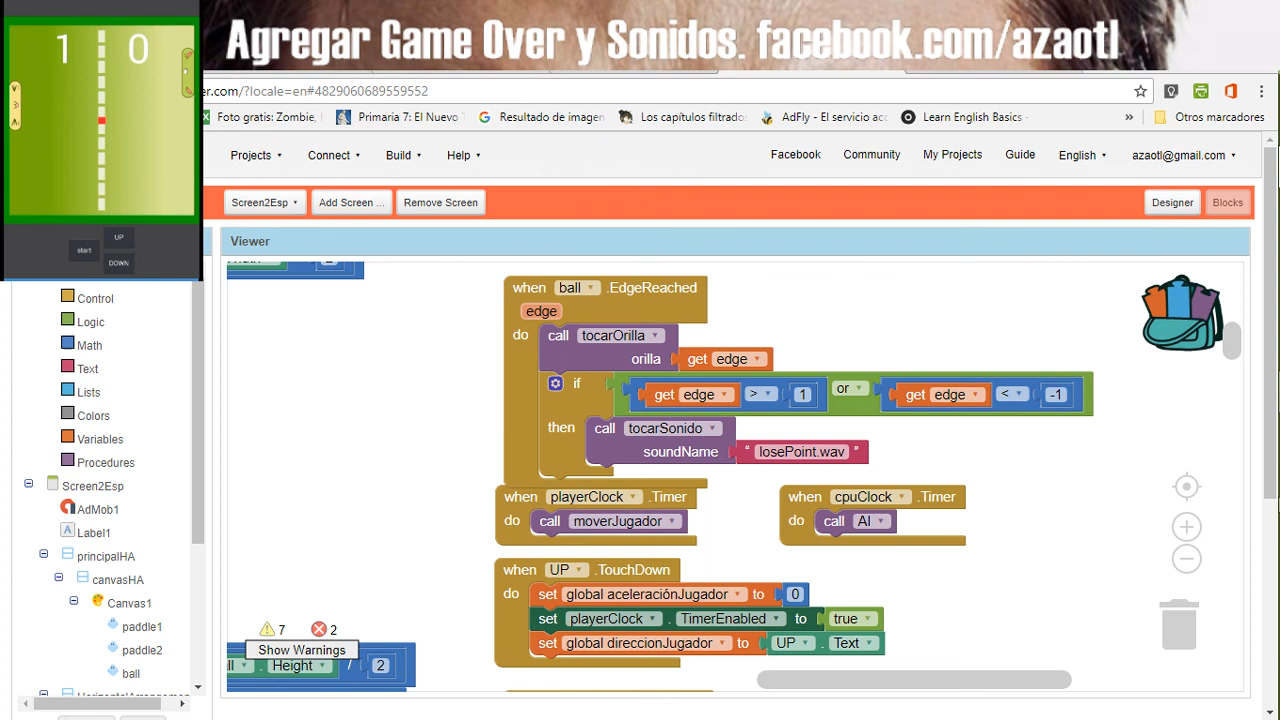 Agregar Game Over y Sonidos. facebook.com/azaotl
1 0
start
UP
DOWN
er.com/?locale=en#4829060689559552
Foto gratis: Zombie, Primaria 7: El Nuevo Resultado de imagen Los capítulos filtrados AdFly - El servicio acc Learn English Basics - » Otros marcadores
Projects Connect Build Help Facebook Community My Projects Guide English azaotl@gmail.com
Screen2Esp Add Screen ... Remove Screen Designer Blocks
Viewer
Control
Logic
Math
Text
Lists
Colors
Variables
Procedures
Screen2Esp
AdMob1
Label1
principalHA
canvasHA
Canvas1
paddle1
paddle2
ball
HorizontalArrangement
when ball .EdgeReached
edge
do call tocarOrilla
orilla get edge
if get edge > 1 or get edge < -1
then call tocarSonido
soundName “ losePoint.wav ”
when playerClock .Timer
do call moverJugador
when cpuClock .Timer
do call AI
when UP .TouchDown
do set global aceleraciónJugador to 0
set playerClock . TimerEnabled to true
set global direccionJugador to UP . Text
7 2
Show Warnings
. Height / 2